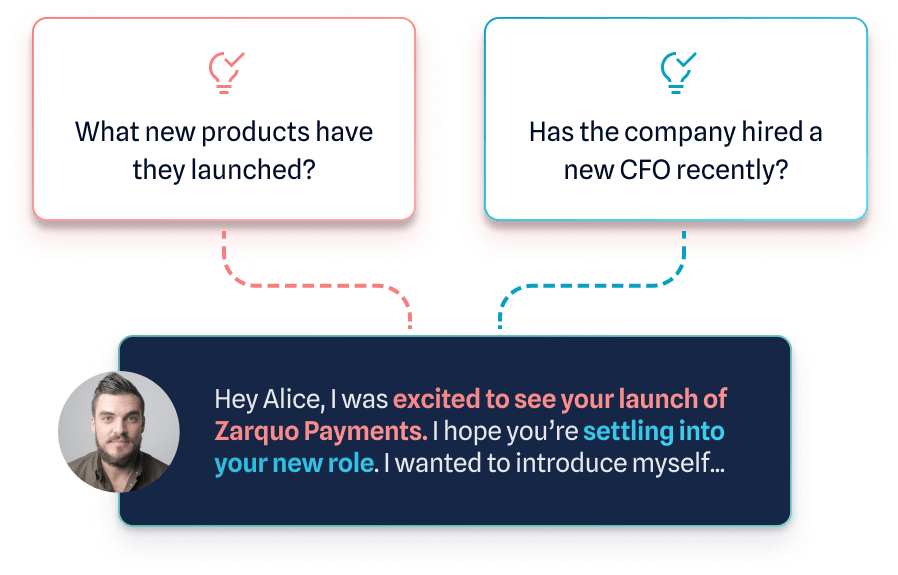 What new products have
they launched?
Has the company hired a
new CFO recently?
Hey Alice, I was excited to see your launch of
Zarquo Payments. I hope you’re settling into
your new role. I wanted to introduce myself...